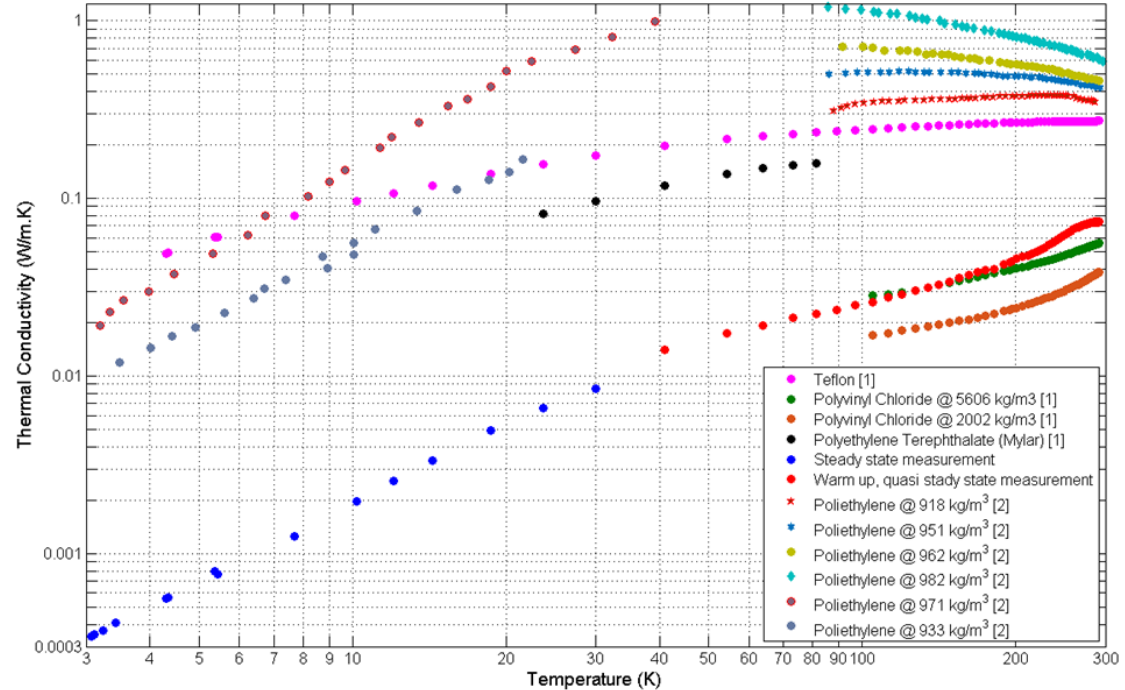 1
0.1
0.01
0.001
0.0003
Thermal Conductivity (W/m.K)
3 4 5 6 7 8 9 10 20 30 40 50 60 70 80 90 100 200 300
Temperature (K)
Teflon [1]
Polyvinyl Chloride @ 5606 kg/m3 [1]
Polyvinyl Chloride @ 2002 kg/m3 [1]
Polyethylene Terephthalate (Mylar) [1]
Steady state measurement
Warm up, quasi stady state measurement
Poliethylene @ 918 kg/m³ [2]
Poliethylene @ 951 kg/m³ [2]
Poliethylene @ 962 kg/m³ [2]
Poliethylene @ 982 kg/m³ [2]
Poliethylene @ 971 kg/m³ [2]
Poliethylene @ 933 kg/m³ [2]